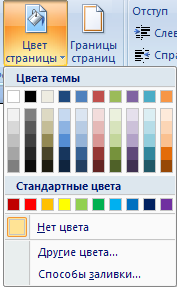 Цвет
страницы
Границы
страниц
Отступ
Цвета темы
Стандартные цвета
Нет цвета
Другие цвета...
Способы заливки...